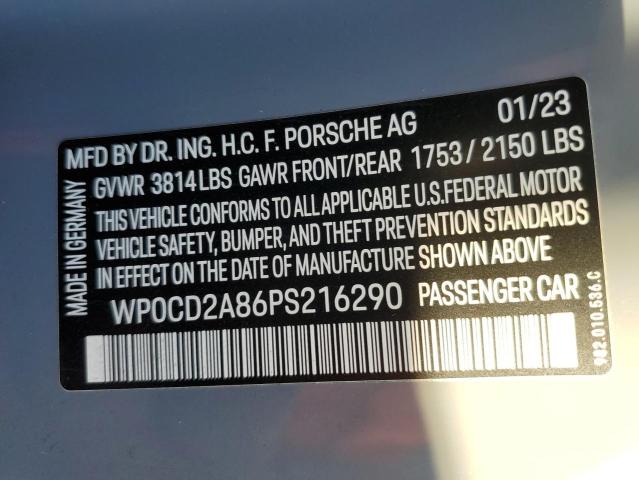 MFD BY DR. ING. H.C. F. PORSCHE AG 01/23
GVWR 3814LBS GAWR FRONT/REAR 1753/2150 LBS
THIS VEHICLE CONFORMS TO ALL APPLICABLE U.S.FEDERAL MOTOR
VEHICLE SAFETY, BUMPER, AND THEFT PREVENTION STANDARDS
IN EFFECT ON THE DATE OF MANUFACTURE SHOWN ABOVE
WP0CD2A86PS216290 PASSENGER CAR
MADE IN GERMANY
982.010.536.C